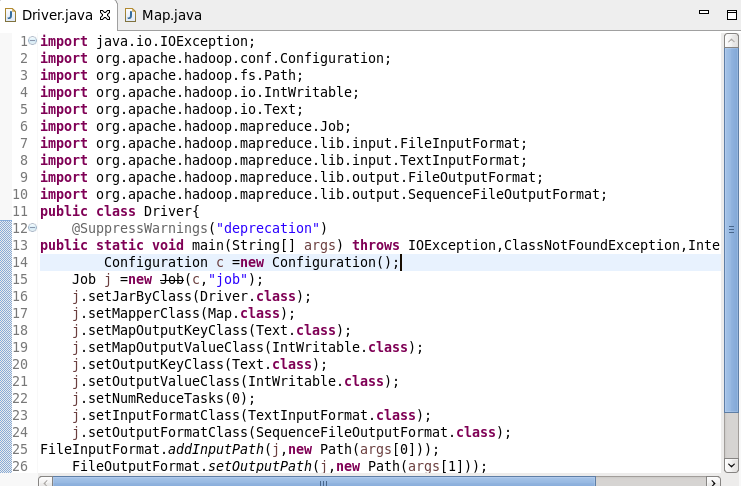 Driver.java Map.java
1 import java.io.IOException;
2 import org.apache.hadoop.conf.Configuration;
3 import org.apache.hadoop.fs.Path;
4 import org.apache.hadoop.io.IntWritable;
5 import org.apache.hadoop.io.Text;
6 import org.apache.hadoop.mapreduce.Job;
7 import org.apache.hadoop.mapreduce.lib.input.FileInputFormat;
8 import org.apache.hadoop.mapreduce.lib.input.TextInputFormat;
9 import org.apache.hadoop.mapreduce.lib.output.FileOutputFormat;
10 import org.apache.hadoop.mapreduce.lib.output.SequenceFileOutputFormat;
11 public class Driver{
12     @SuppressWarnings("deprecation")
13 public static void main(String[] args) throws IOException,ClassNotFoundException,Inte
14         Configuration c =new Configuration();
15     Job j =new Job(c,"job");
16     j.setJarByClass(Driver.class);
17     j.setMapperClass(Map.class);
18     j.setMapOutputKeyClass(Text.class);
19     j.setMapOutputValueClass(IntWritable.class);
20     j.setOutputKeyClass(Text.class);
21     j.setOutputValueClass(IntWritable.class);
22     j.setNumReduceTasks(0);
23     j.setInputFormatClass(TextInputFormat.class);
24     j.setOutputFormatClass(SequenceFileOutputFormat.class);
25 FileInputFormat.addInputPath(j,new Path(args[0]));
26     FileOutputFormat.setOutputPath(j,new Path(args[1]));